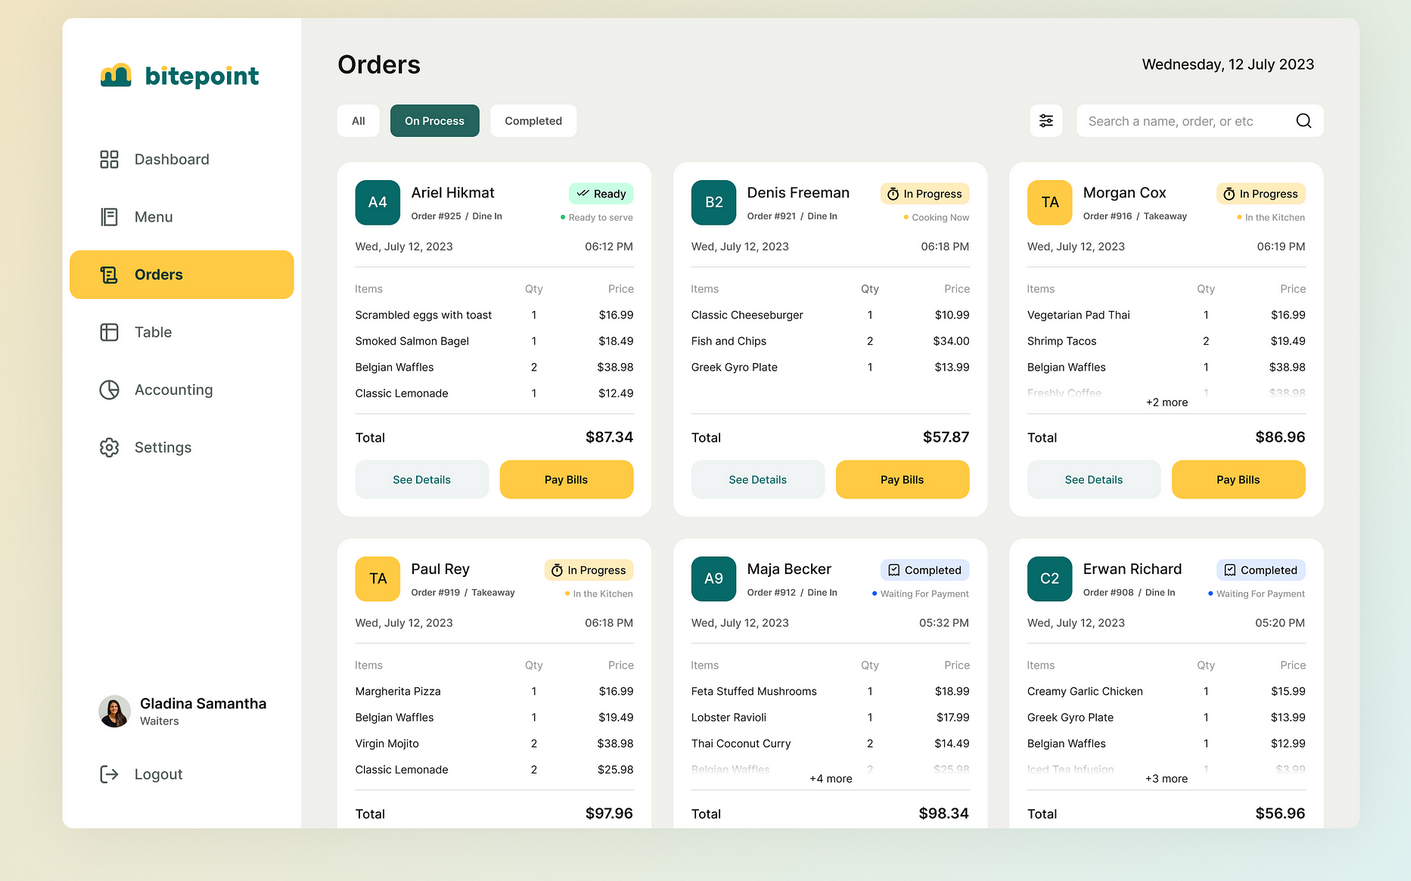 bitepoint
Dashboard
Menu
Orders
Table
Accounting
Settings
Gladina Samantha
Waiters
Logout
Orders
Wednesday, 12 July 2023
All
On Process
Completed
Search a name, order, or etc
A4
Ariel Hikmat
Order #925 / Dine In
Ready
Ready to serve
Wed, July 12, 2023 06:12 PM
Items Qty Price
Scrambled eggs with toast 1 $16.99
Smoked Salmon Bagel 1 $18.49
Belgian Waffles 2 $38.98
Classic Lemonade 1 $12.49
Total $87.34
See Details
Pay Bills
B2
Denis Freeman
Order #921 / Dine In
In Progress
Cooking Now
Wed, July 12, 2023 06:18 PM
Items Qty Price
Classic Cheeseburger 1 $10.99
Fish and Chips 2 $34.00
Greek Gyro Plate 1 $13.99
Total $57.87
See Details
Pay Bills
TA
Morgan Cox
Order #916 / Takeaway
In Progress
In the Kitchen
Wed, July 12, 2023 06:19 PM
Items Qty Price
Vegetarian Pad Thai 1 $16.99
Shrimp Tacos 2 $19.49
Belgian Waffles 1 $38.98
Freshly Coffee 1 $38.98
+2 more
Total $86.96
See Details
Pay Bills
TA
Paul Rey
Order #919 / Takeaway
In Progress
In the Kitchen
Wed, July 12, 2023 06:18 PM
Items Qty Price
Margherita Pizza 1 $16.99
Belgian Waffles 1 $19.49
Virgin Mojito 2 $38.98
Classic Lemonade 2 $25.98
Total $97.96
A9
Maja Becker
Order #912 / Dine In
Completed
Waiting For Payment
Wed, July 12, 2023 05:32 PM
Items Qty Price
Feta Stuffed Mushrooms 1 $18.99
Lobster Ravioli 1 $17.99
Thai Coconut Curry 2 $14.49
Belgian Waffles 2 $25.98
+4 more
Total $98.34
C2
Erwan Richard
Order #908 / Dine In
Completed
Waiting For Payment
Wed, July 12, 2023 05:20 PM
Items Qty Price
Creamy Garlic Chicken 1 $15.99
Greek Gyro Plate 1 $13.99
Belgian Waffles 1 $12.99
Iced Tea Infusion 1 $3.99
+3 more
Total $56.96